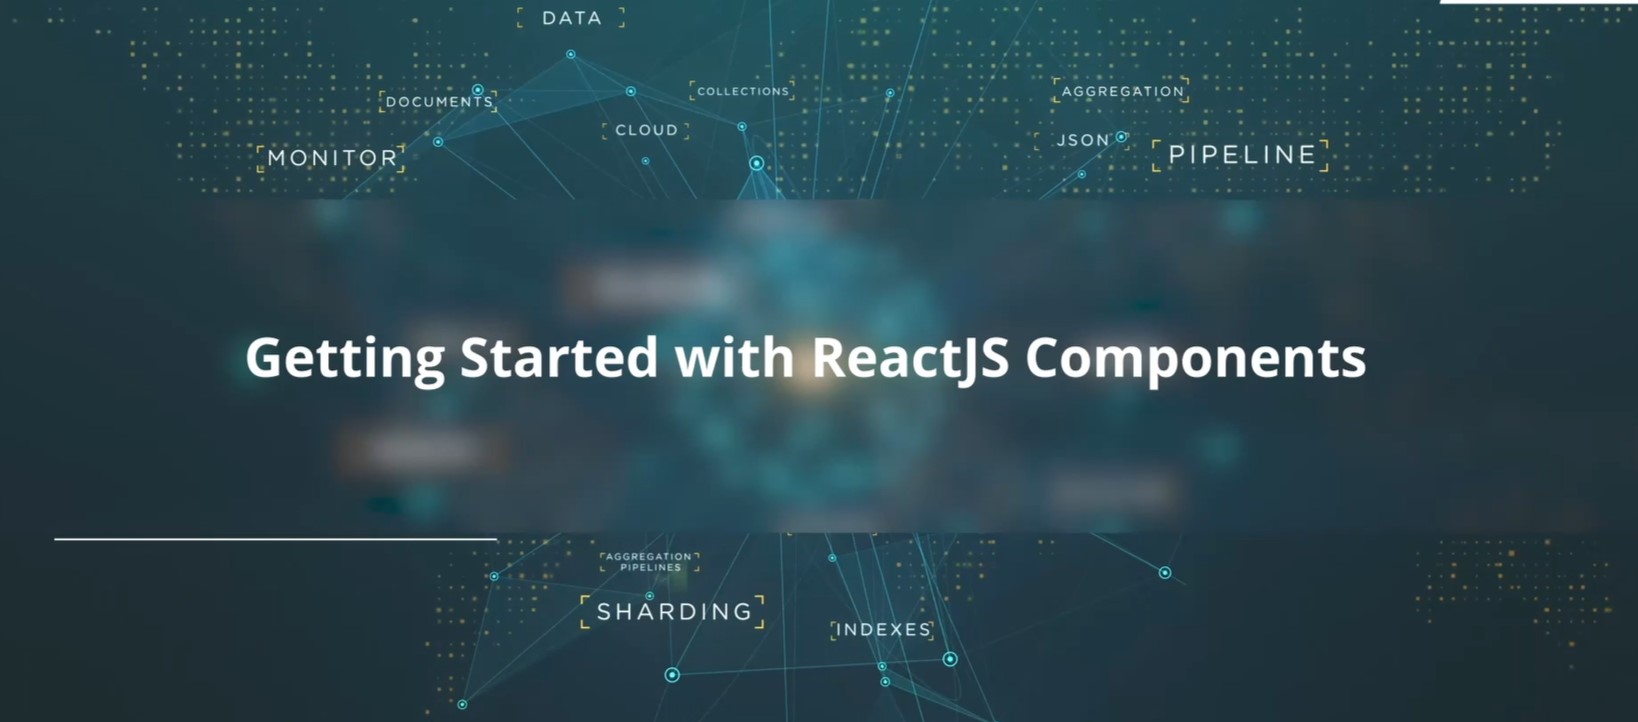 DATA
DOCUMENTS
COLLECTIONS
AGGREGATION
CLOUD
JSON
MONITOR
PIPELINE
Getting Started with ReactJS Components
AGGREGATION
PIPELINES
SHARDING
INDEXES